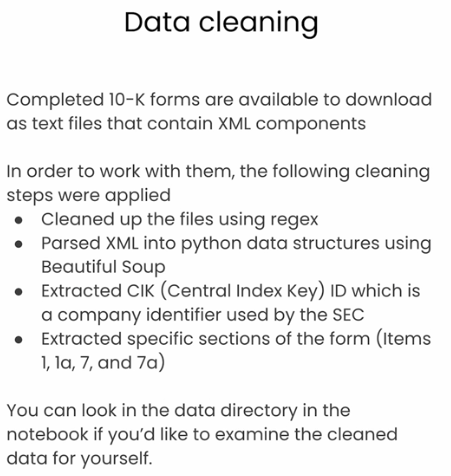 Data cleaning
Completed 10-K forms are available to download
as text files that contain XML components
In order to work with them, the following cleaning
steps were applied
● Cleaned up the files using regex
● Parsed XML into python data structures using
Beautiful Soup
● Extracted CIK (Central Index Key) ID which is
a company identifier used by the SEC
● Extracted specific sections of the form (Items
1, 1a, 7, and 7a)
You can look in the data directory in the
notebook if you’d like to examine the cleaned
data for yourself.